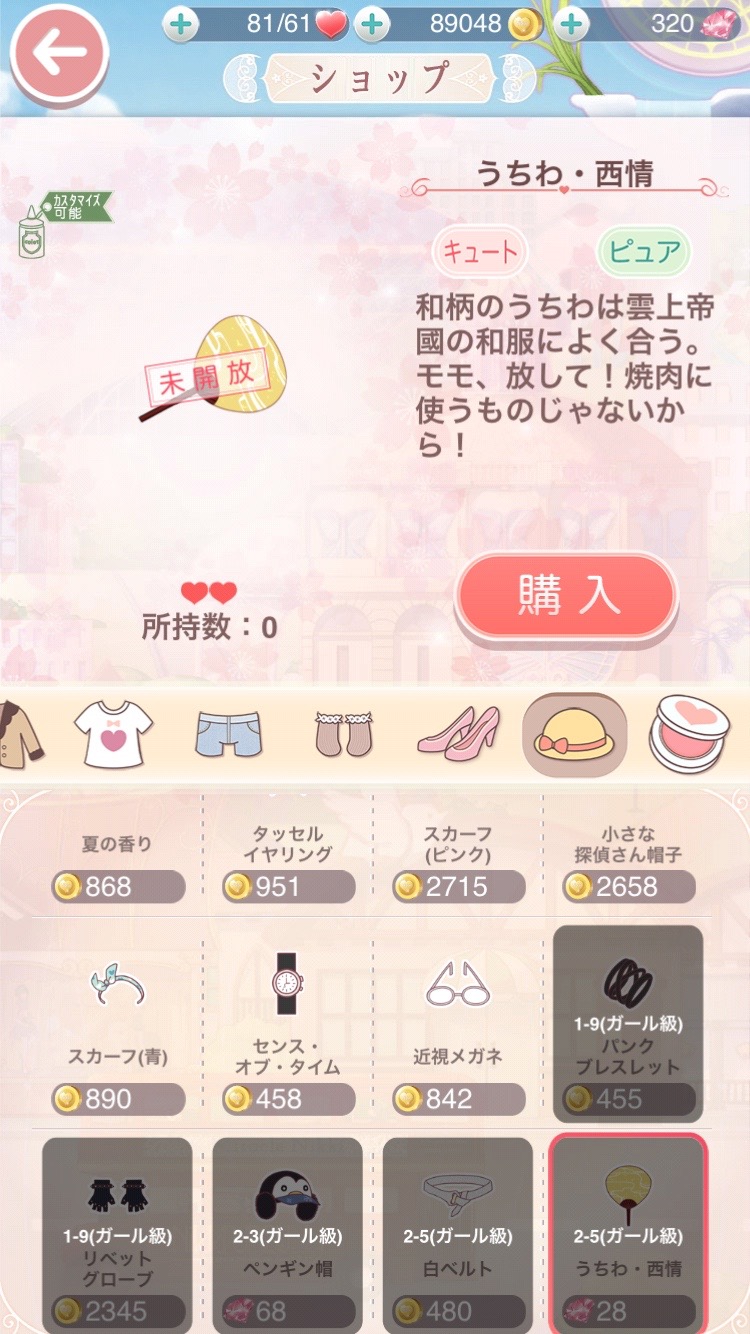 81/61
89048
320
ショップ
うちわ・西情
カスタマイズ
可能
キュート
ピュア
和柄のうちわは雲上帝
國の和服によく合う。
モモ、放して！焼肉に
使うものじゃないか
ら！
未開放
所持数：0
購入
夏の香り
タッセル
イヤリング
スカーフ
(ピンク)
小さな
探偵さん帽子
868
951
2715
2658
スカーフ(青)
センス・
オブ・タイム
近視メガネ
1-9(ガール級)
パンク
ブレスレット
890
458
842
455
1-9(ガール級)
リベット
グローブ
2-3(ガール級)
ペンギン帽
2-5(ガール級)
白ベルト
2-5(ガール級)
うちわ・西情
2345
68
480
28